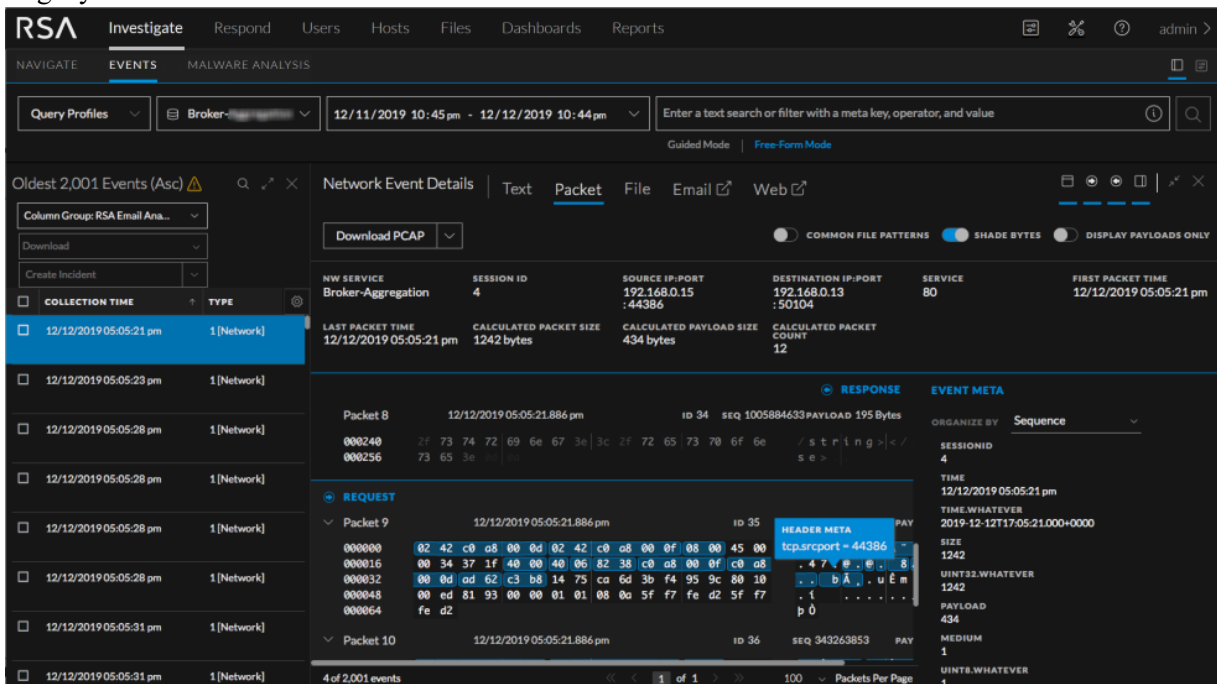 RSA Investigate Respond Users Hosts Files Dashboards Reports admin >
NAVIGATE EVENTS MALWARE ANALYSIS
Query Profiles Broker- 12/11/2019 10:45 pm - 12/12/2019 10:44 pm Enter a text search or filter with a meta key, operator, and value
Guided Mode | Free-Form Mode
Oldest 2,001 Events (Asc)
Column Group: RSA Email Ana...
Download
Create Incident
COLLECTION TIME TYPE
12/12/2019 05:05:21 pm 1 [Network]
12/12/2019 05:05:23 pm 1 [Network]
12/12/2019 05:05:28 pm 1 [Network]
12/12/2019 05:05:28 pm 1 [Network]
12/12/2019 05:05:28 pm 1 [Network]
12/12/2019 05:05:28 pm 1 [Network]
12/12/2019 05:05:31 pm 1 [Network]
12/12/2019 05:05:31 pm 1 [Network]
Network Event Details Text Packet File Email Web
Download PCAP COMMON FILE PATTERNS SHADE BYTES DISPLAY PAYLOADS ONLY
NW SERVICE SESSION ID SOURCE IP:PORT DESTINATION IP:PORT SERVICE FIRST PACKET TIME
Broker-Aggregation 4 192.168.0.15 192.168.0.13 80 12/12/2019 05:05:21 pm
: 44386 : 50104
LAST PACKET TIME CALCULATED PACKET SIZE CALCULATED PAYLOAD SIZE CALCULATED PACKET
COUNT
12/12/2019 05:05:21 pm 1242 bytes 434 bytes
12
RESPONSE
Packet 8 12/12/2019 05:05:21.886 pm ID 34 SEQ 1005884633 PAYLOAD 195 Bytes
000240 2f 73 74 72 69 6e 67 3e 3c 2f 72 65 73 70 6f 6e / s t r i n g > < /
000256 73 65 3e s e >
REQUEST
Packet 9 12/12/2019 05:05:21.886 pm ID 35 PAY
HEADER META
tcp.srcport = 44386
000000 02 42 c0 a8 00 0d 02 42 c0 a8 00 0f 08 00 45 00
000016 00 34 37 1f 40 00 40 06 82 38 c0 a8 00 0f c0 a8 . 4 7 . @ . @ . . 8 .
000032 00 0d ad 62 c3 b8 14 75 ca 6d 3b f4 95 9c 80 10 . . b Ã . . u Ê m
000048 00 ed 81 93 00 00 01 01 08 0a 5f f7 fe d2 5f f7 . í . . . . . .
000064 fe d2 þ Ò
Packet 10 12/12/2019 05:05:21.886 pm ID 36 SEQ 343263853 PAY
4 of 2,001 events << < 1 of 1 > >> 100 Packets Per Page
EVENT META
ORGANIZE BY Sequence
SESSIONID
4
TIME
12/12/2019 05:05:21 pm
TIME.WHATEVER
2019-12-12T17:05:21.000+0000
SIZE
1242
UINT32.WHATEVER
1242
PAYLOAD
434
MEDIUM
1
UINT8.WHATEVER